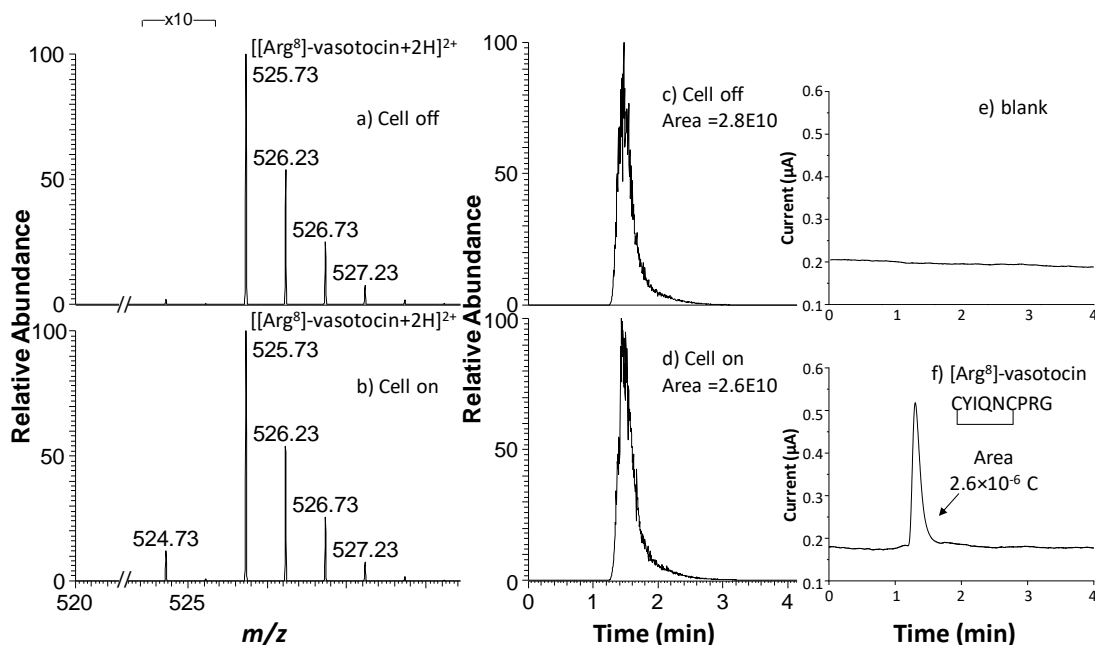 x10
[[Arg⁸]-vasotocin+2H]²⁺
100
525.73
a) Cell off
526.23
50
526.73
527.23
0
Relative Abundance
[[Arg⁸]-vasotocin+2H]²⁺
100
525.73
b) Cell on
526.23
50
526.73
524.73
527.23
0
520
525
m/z
100
c) Cell off
Area =2.8E10
50
0
Relative Abundance
100
d) Cell on
Area =2.6E10
50
0
0
1
2
3
4
Time (min)
0.6
e) blank
0.5
0.4
0.3
0.2
0.1
Current (µA)
0
1
2
3
4
0.6
f) [Arg⁸]-vasotocin
CYIQNCPRG
0.5
Area
2.6×10⁻⁶ C
0.4
0.3
0.2
0.1
Current (µA)
0
1
2
3
4
Time (min)